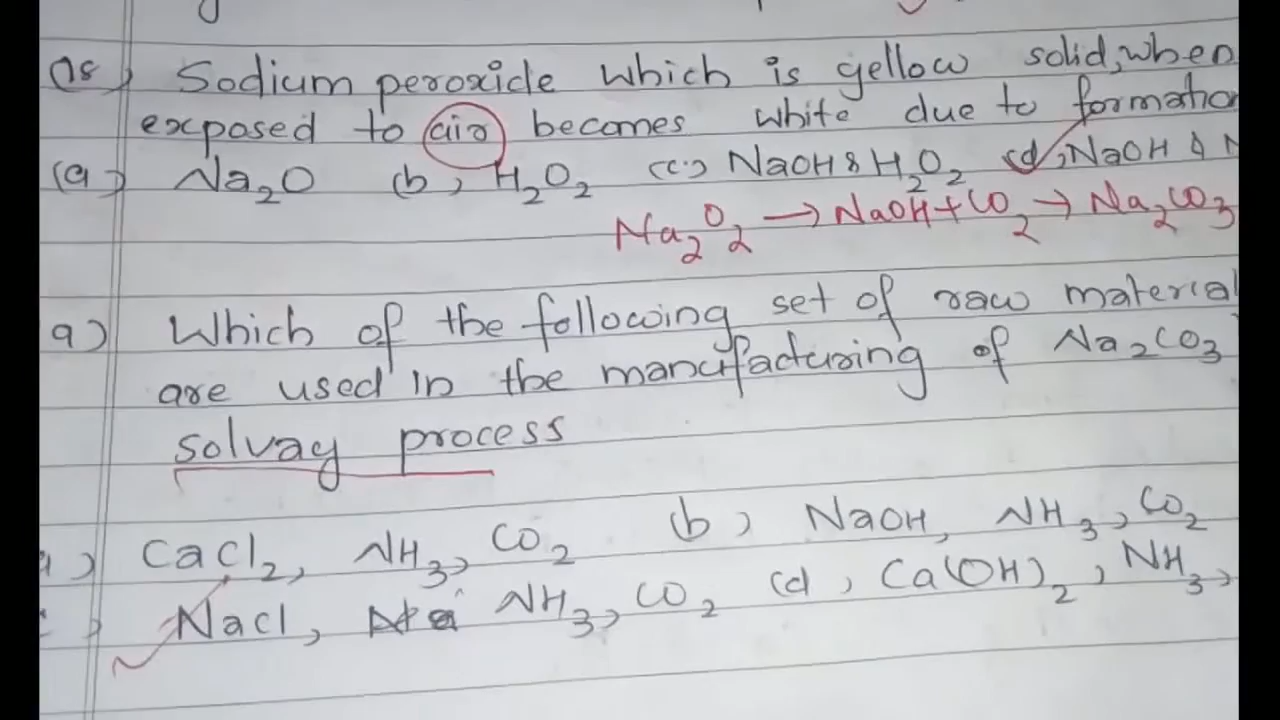 Q8) Sodium peroxide which is yellow solid, when
exposed to air becomes white due to formation
(a) Na2O (b) H2O2 (c) NaOH & H2O2 (d) NaOH & N
Na2O2 → NaOH + CO2 → Na2CO3
9) Which of the following set of raw material
are used in the manufacturing of Na2CO3
solvay process
CaCl2, NH3, CO2 (b) NaOH, NH3, CO2
Nacl, NH3, CO2 (d) Ca(OH)2, NH3,